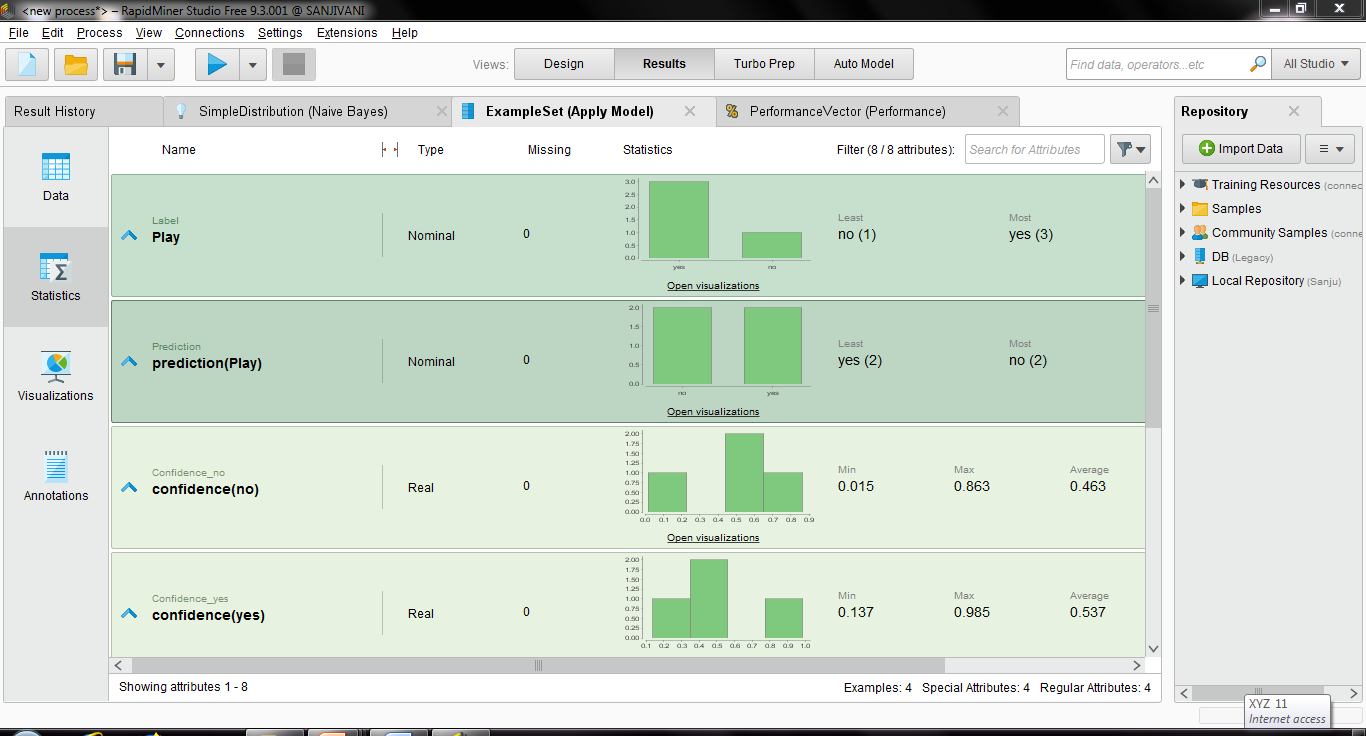 <new process*> – RapidMiner Studio Free 9.3.001 @ SANJIVANI
File Edit Process View Connections Settings Extensions Help
Views: Design Results Turbo Prep Auto Model Find data, operators...etc All Studio
Result History SimpleDistribution (Naive Bayes) ExampleSet (Apply Model) PerformanceVector (Performance) Repository
Name Type Missing Statistics Filter (8 / 8 attributes): Search for Attributes
Import Data
Data
Statistics
Visualizations
Annotations
Label
Play Nominal 0
3.0
2.5
2.0
1.5
1.0
0.5
0.0
yes no
Open visualizations
Least Most
no (1) yes (3)
Prediction
prediction(Play) Nominal 0
2.0
1.5
1.0
0.5
0.0
no yes
Open visualizations
Least Most
yes (2) no (2)
Confidence_no
confidence(no) Real 0
2.00
1.75
1.50
1.25
1.00
0.75
0.50
0.25
0.00
0.0 0.1 0.2 0.3 0.4 0.5 0.6 0.7 0.8 0.9
Open visualizations
Min Max Average
0.015 0.863 0.463
Confidence_yes
confidence(yes) Real 0
2.00
1.75
1.50
1.25
1.00
0.75
0.50
0.25
0.00
0.1 0.2 0.3 0.4 0.5 0.6 0.7 0.8 0.9 1.0
Min Max Average
0.137 0.985 0.537
Showing attributes 1 - 8 Examples: 4 Special Attributes: 4 Regular Attributes: 4
Training Resources (connec
Samples
Community Samples (conne
DB (Legacy)
Local Repository (Sanju)
XYZ 11
Internet access